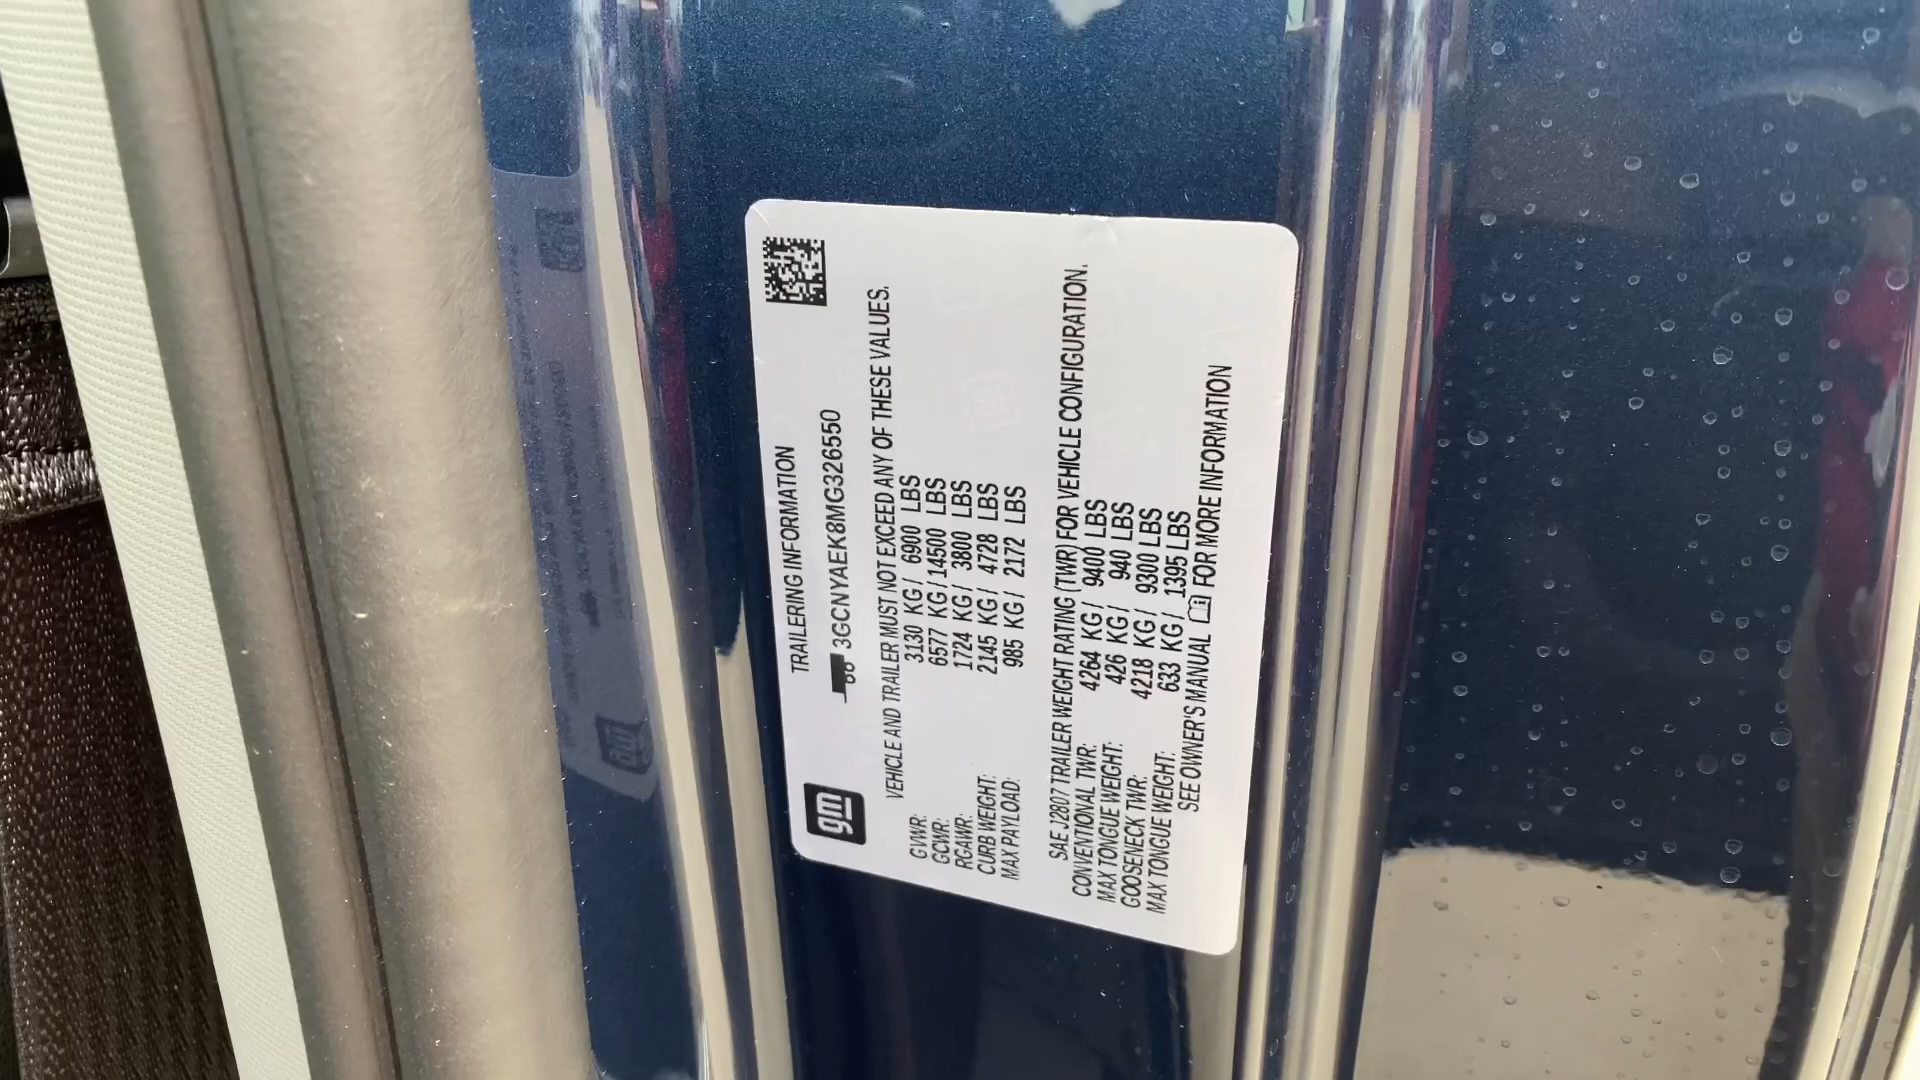 gm
TRAILERING INFORMATION
3GCNYAEK8MG326550
VEHICLE AND TRAILER MUST NOT EXCEED ANY OF THESE VALUES.
GVWR: 3130 KG / 6900 LBS
GCWR: 6577 KG / 14500 LBS
RGAWR: 1724 KG / 3800 LBS
CURB WEIGHT: 2145 KG / 4728 LBS
MAX PAYLOAD: 985 KG / 2172 LBS
SAE J2807 TRAILER WEIGHT RATING (TWR) FOR VEHICLE CONFIGURATION.
CONVENTIONAL TWR: 4264 KG / 9400 LBS
MAX TONGUE WEIGHT: 426 KG / 940 LBS
GOOSENECK TWR: 4218 KG / 9300 LBS
MAX TONGUE WEIGHT: 633 KG / 1395 LBS
SEE OWNER'S MANUAL FOR MORE INFORMATION